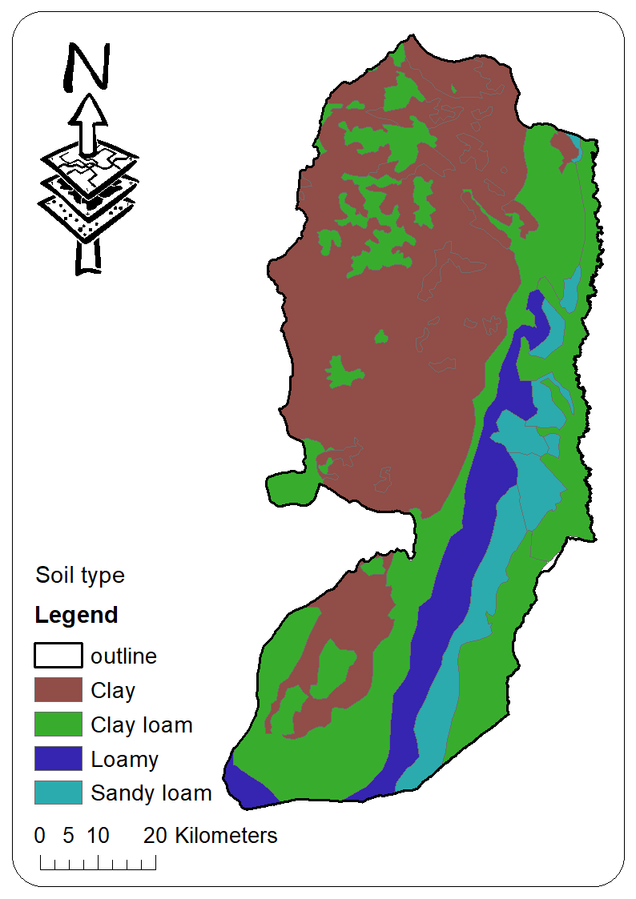 N
Soil type
Legend
outline
Clay
Clay loam
Loamy
Sandy loam
0 5 10 20 Kilometers